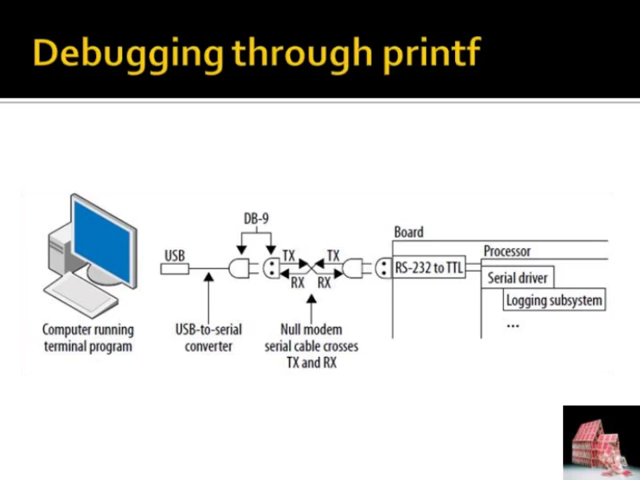 Debugging through printf
DB-9
Board
USB
TX
TX
Processor
RX
RX
RS-232 to TTL
Serial driver
Logging subsystem
...
Computer running
terminal program
USB-to-serial
converter
Null modem
serial cable crosses
TX and RX